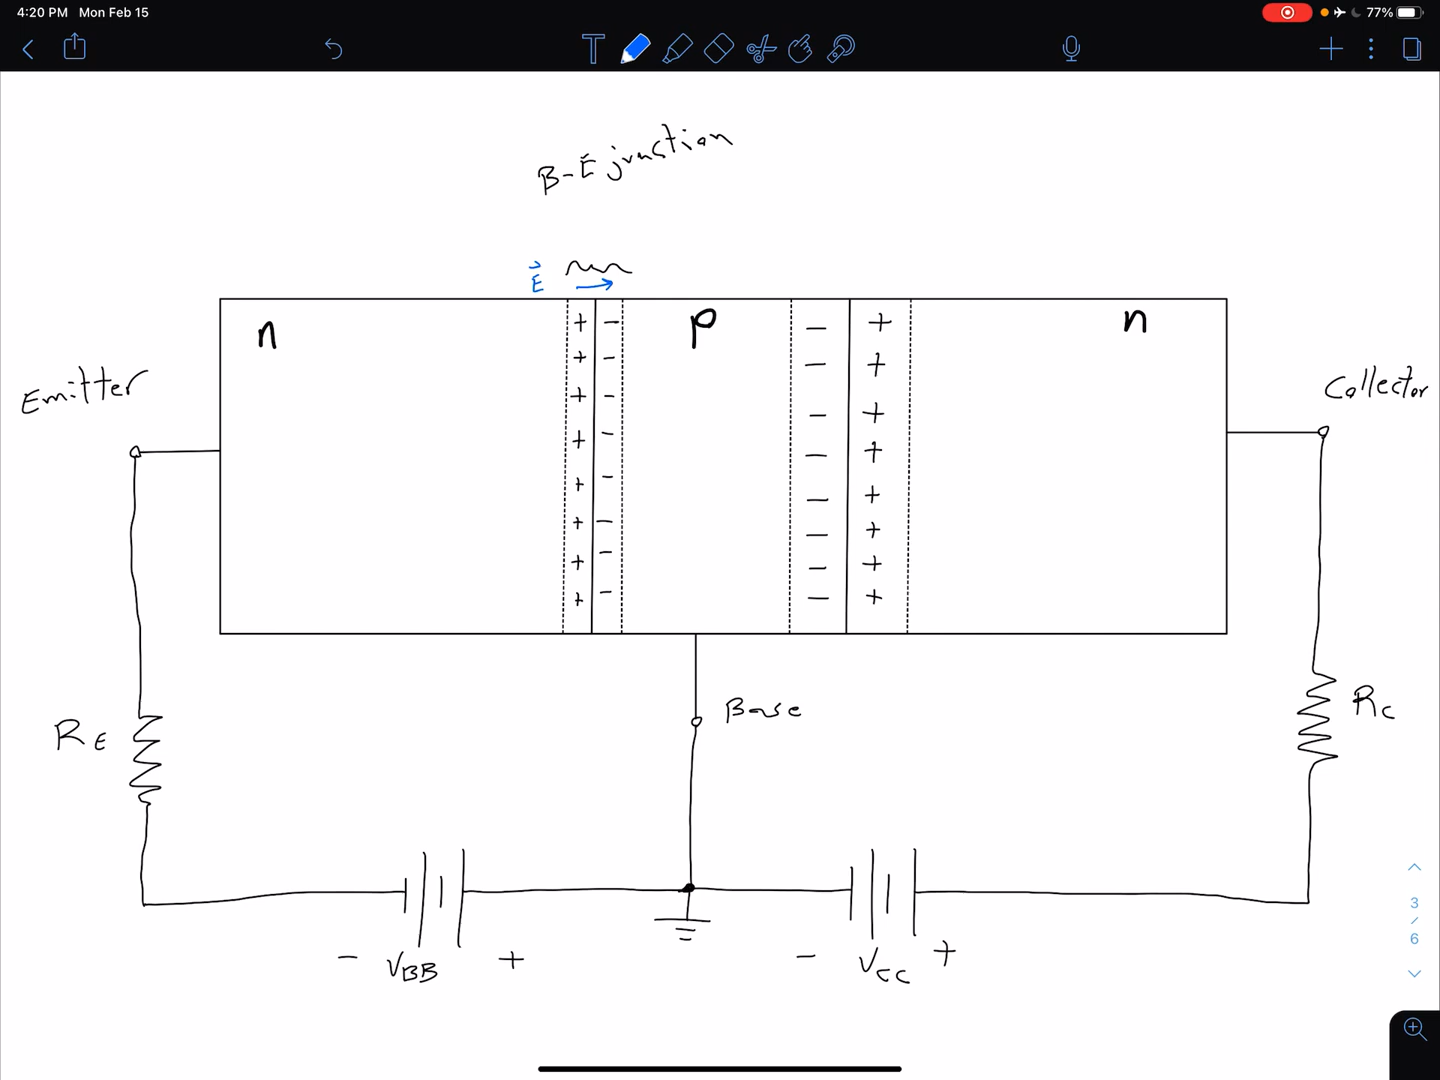 4:20 PM Mon Feb 15
77%
T
B-E junction
E
n
p
n
+ - - +
+ - - +
+ - - +
+ - - +
+ - - +
+ - - +
+ - - +
+ - - +
Emitter
Collector
Base
RE
RC
- VBB +
- VCC +
3
/
6